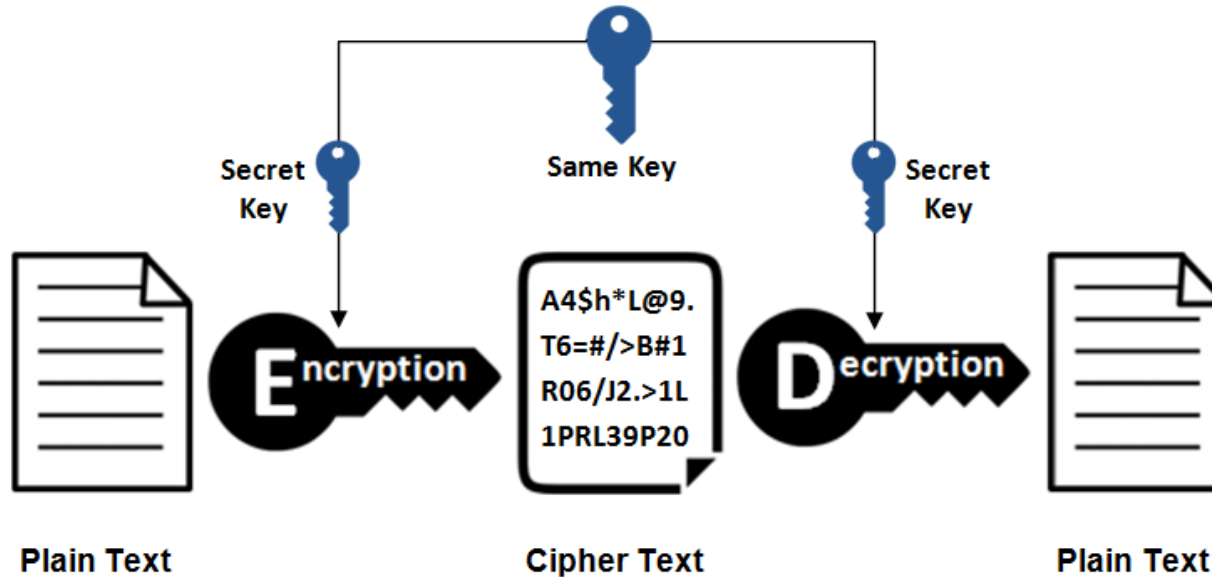 Same Key
Secret
Key
Secret
Key
Encryption
A4$h*L@9.
T6=#/>B#1
R06/J2.>1L
1PRL39P20
Decryption
Plain Text
Cipher Text
Plain Text